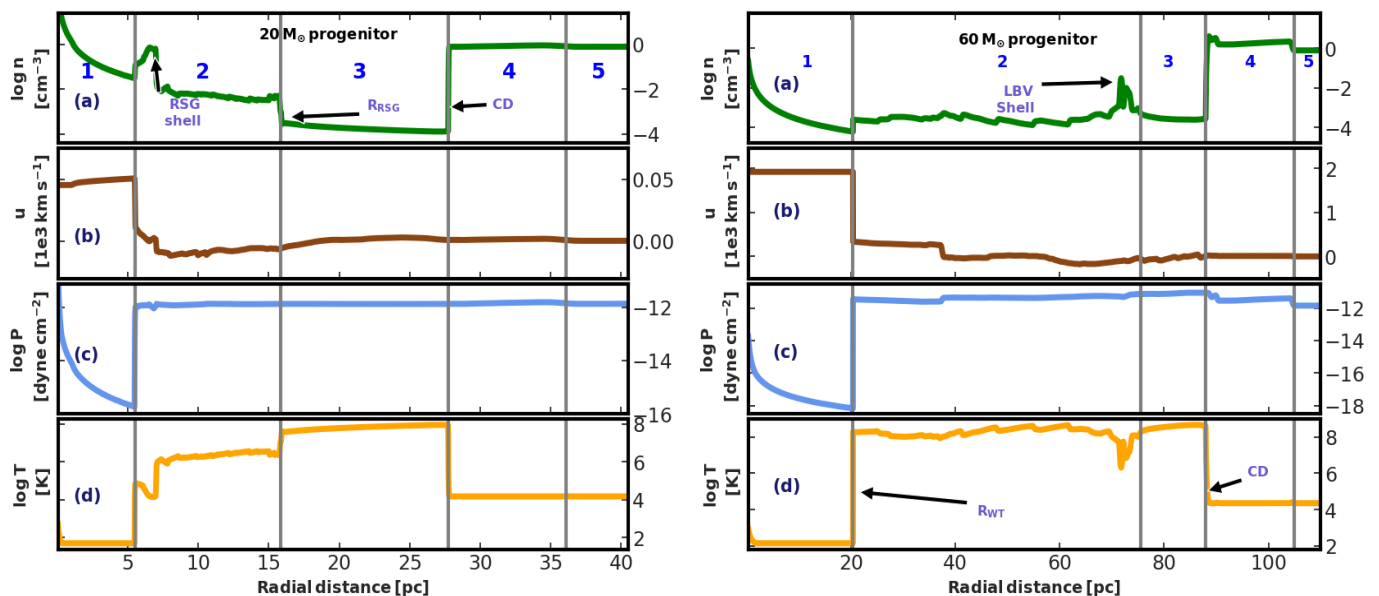 20 M⊙ progenitor
log n
[cm⁻³]
1 2 3 4 5
(a)
RSG
shell
R_RSG
CD
0
−2
−4
u
[1e3 km s⁻¹]
(b)
0.05
0.00
log P
[dyne cm⁻²]
(c)
−12
−14
−16
log T
[K]
(d)
8
6
4
2
5 10 15 20 25 30 35 40
Radial distance [pc]
60 M⊙ progenitor
log n
[cm⁻³]
1 2 3 4 5
(a)
LBV
Shell
0
−2
−4
u
[1e3 km s⁻¹]
(b)
2
1
0
log P
[dyne cm⁻²]
(c)
−12
−14
−16
−18
log T
[K]
(d)
R_WT
CD
8
6
4
2
20 40 60 80 100
Radial distance [pc]